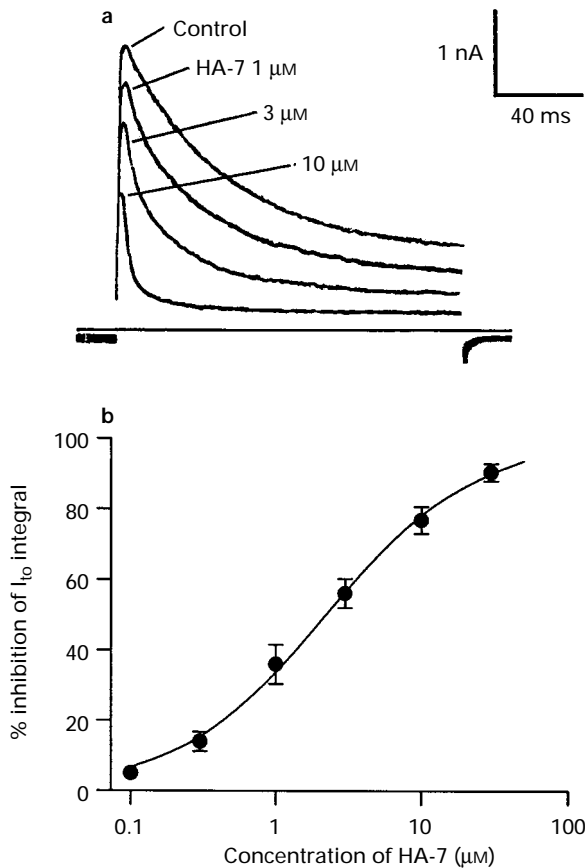 a
Control
HA-7 1 μM
3 μM
10 μM
1 nA
40 ms
b
100
80
60
40
20
0
% inhibition of Ito integral
0.1
1
10
100
Concentration of HA-7 (μM)